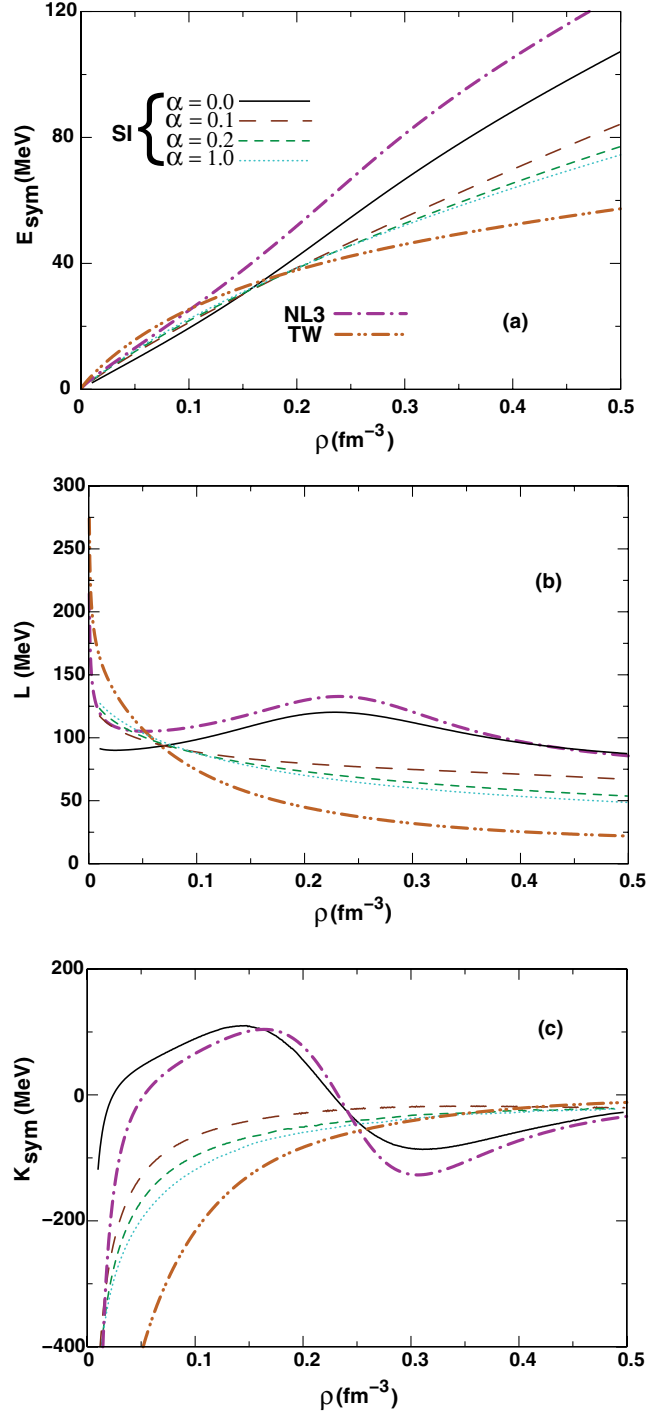 120
80
40
0
E_sym (MeV)
SI {
α = 0.0
α = 0.1
α = 0.2
α = 1.0
NL3
TW
(a)
0 0.1 0.2 0.3 0.4 0.5
ρ (fm⁻³)
300
250
200
150
100
50
0
L (MeV)
(b)
0 0.1 0.2 0.3 0.4 0.5
ρ (fm⁻³)
200
0
−200
−400
K_sym (MeV)
(c)
0 0.1 0.2 0.3 0.4 0.5
ρ (fm⁻³)